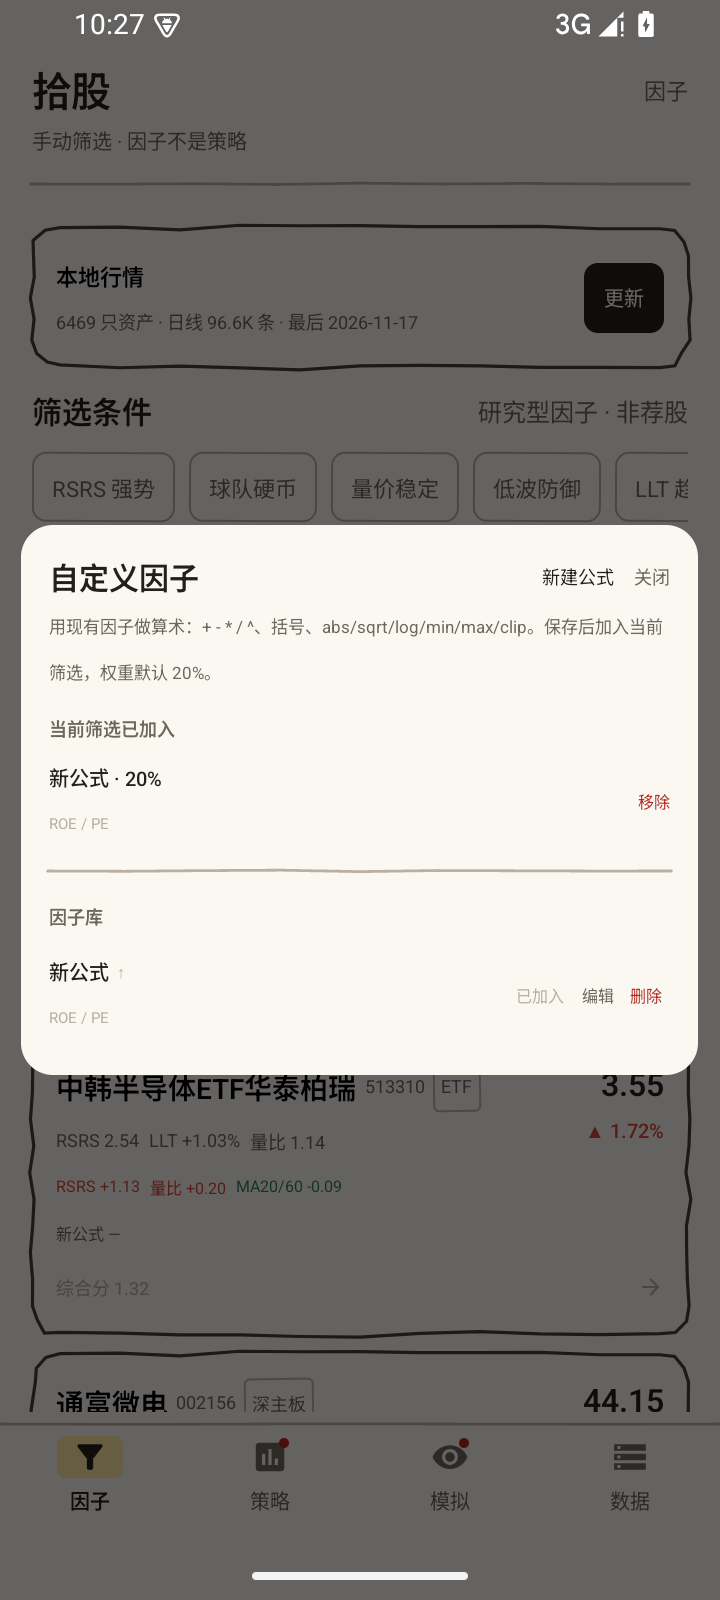 10:27
3G
拾股
因子
手动筛选 · 因子不是策略
本地行情
6469 只资产 · 日线 96.6K 条 · 最后 2026-11-17
更新
筛选条件
研究型因子 · 非荐股
RSRS 强势
球队硬币
量价稳定
低波防御
LLT 趋
自定义因子
新建公式
关闭
用现有因子做算术：+ - * / ^、括号、abs/sqrt/log/min/max/clip。保存后加入当前
筛选，权重默认 20%。
当前筛选已加入
新公式 · 20%
移除
ROE / PE
因子库
新公式 ↑
已加入
编辑
删除
ROE / PE
中韩半导体ETF华泰柏瑞 513310 ETF
3.55
RSRS 2.54 LLT +1.03% 量比 1.14
▲ 1.72%
RSRS +1.13 量比 +0.20 MA20/60 -0.09
新公式 —
综合分 1.32
通富微电 002156 深主板
44.15
因子
策略
模拟
数据